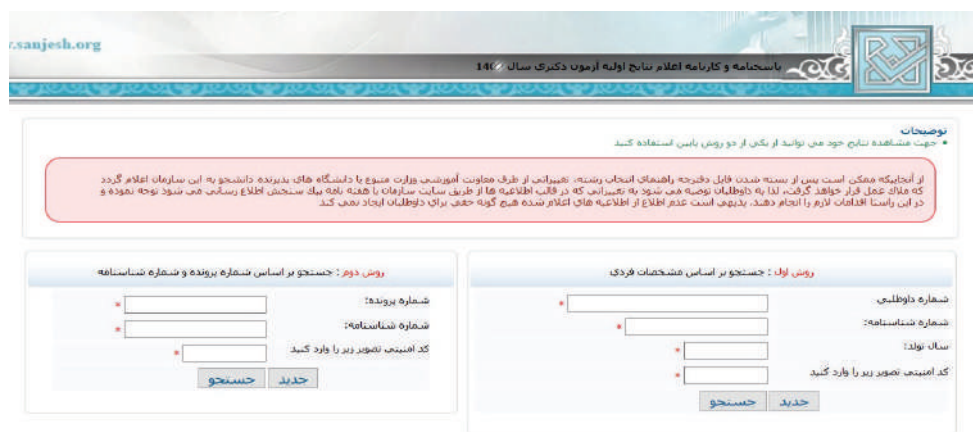 .sanjesh.org
پاسخنامه و کارنامه اعلام نتایج اولیه آزمون دکتری سال 140
توضیحات
جهت مشاهده نتایج خود می توانید از یکی از دو روش پایین استفاده کنید
از آنجاییکه ممکن است پس از بسته شدن فایل دفترچه راهنمای انتخاب رشته، تغییراتی از طرف معاونت آموزشی وزارت متبوع یا دانشگاه های پذیرنده دانشجو به این سازمان اعلام گردد
که ملاك عمل قرار خواهد گرفت، لذا به داوطلبان توصیه می شود به تغییراتی که در قالب اطلاعیه ها از طریق سایت سازمان یا هفته نامه پیك سنجش اطلاع رسانی می شود توجه نموده و
در این راستا اقدامات لازم را انجام دهند. بدیهی است عدم اطلاع از اطلاعیه های اعلام شده هیچ گونه حقی برای داوطلبان ایجاد نمی کند.
روش اول : جستجو بر اساس مشخصات فردي
شماره داوطلبی *
شماره شناسنامه: *
سال تولد: *
کد امنیتی تصویر زیر را وارد کنید *
جدید جستجو
روش دوم : جستجو بر اساس شماره پرونده و شماره شناسنامه
شماره پرونده: *
شماره شناسنامه: *
کد امنیتی تصویر زیر را وارد کنید *
جدید جستجو